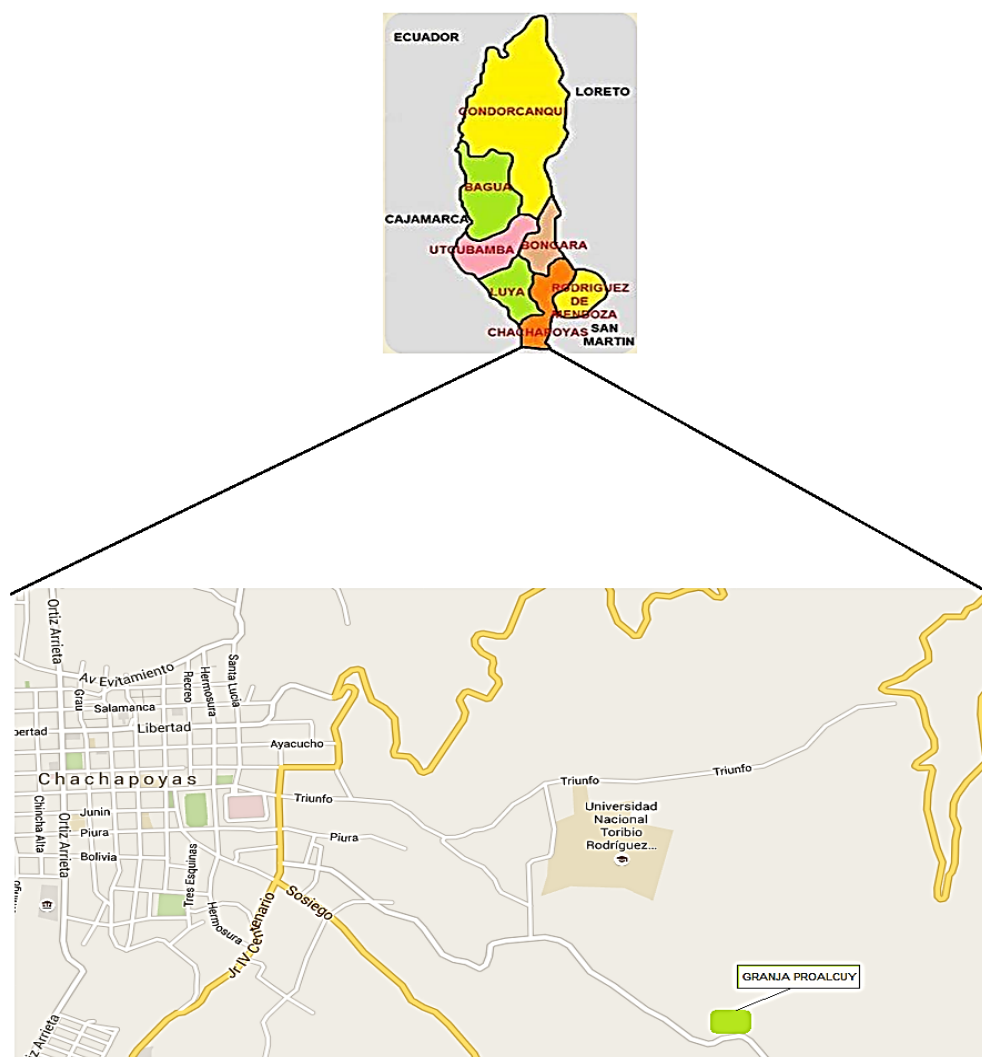 ECUADOR
LORETO
CONDORCANQUI
BAGUA
CAJAMARCA
UTCUBAMBA
BONGARA
LUYA
RODRIGUEZ
DE
MENDOZA
CHACHAPOYAS
SAN
MARTIN
Ortiz Arrieta
Av Evitamiento
Grau
Salamanca
Recreo
Hermosura
Santa Lucia
bertad
Libertad
Ayacucho
Chachapoyas
Triunfo
Triunfo
Triunfo
Chincha Alta
Ortiz Arrieta
Junin
Piura
Piura
Bolivia
Universidad
Nacional
Toribio
Rodríguez...
Tres Esquinas
Hermosura
Jr IV Centenario
Sosiego
GRANJA PROALCUY
tiz Arrieta